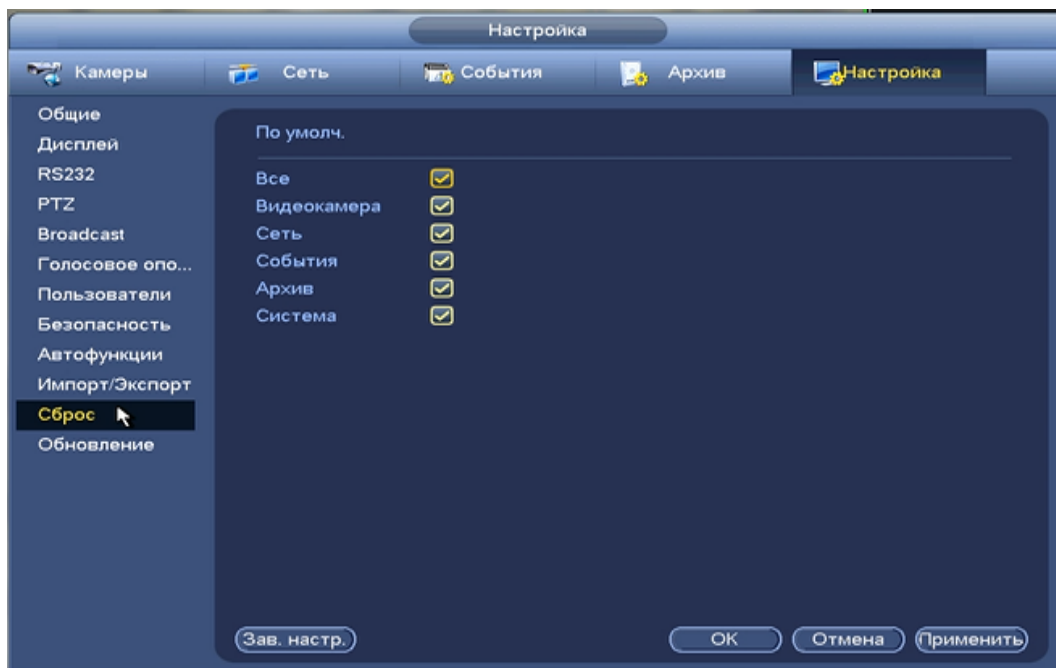 Настройка
Камеры Сеть События Архив Настройка
Общие
Дисплей
RS232
PTZ
Broadcast
Голосовое опо...
Пользователи
Безопасность
Автофункции
Импорт/Экспорт
Сброс
Обновление
По умолч.
Все
Видеокамера
Сеть
События
Архив
Система
Зав. настр. OK Отмена Применить